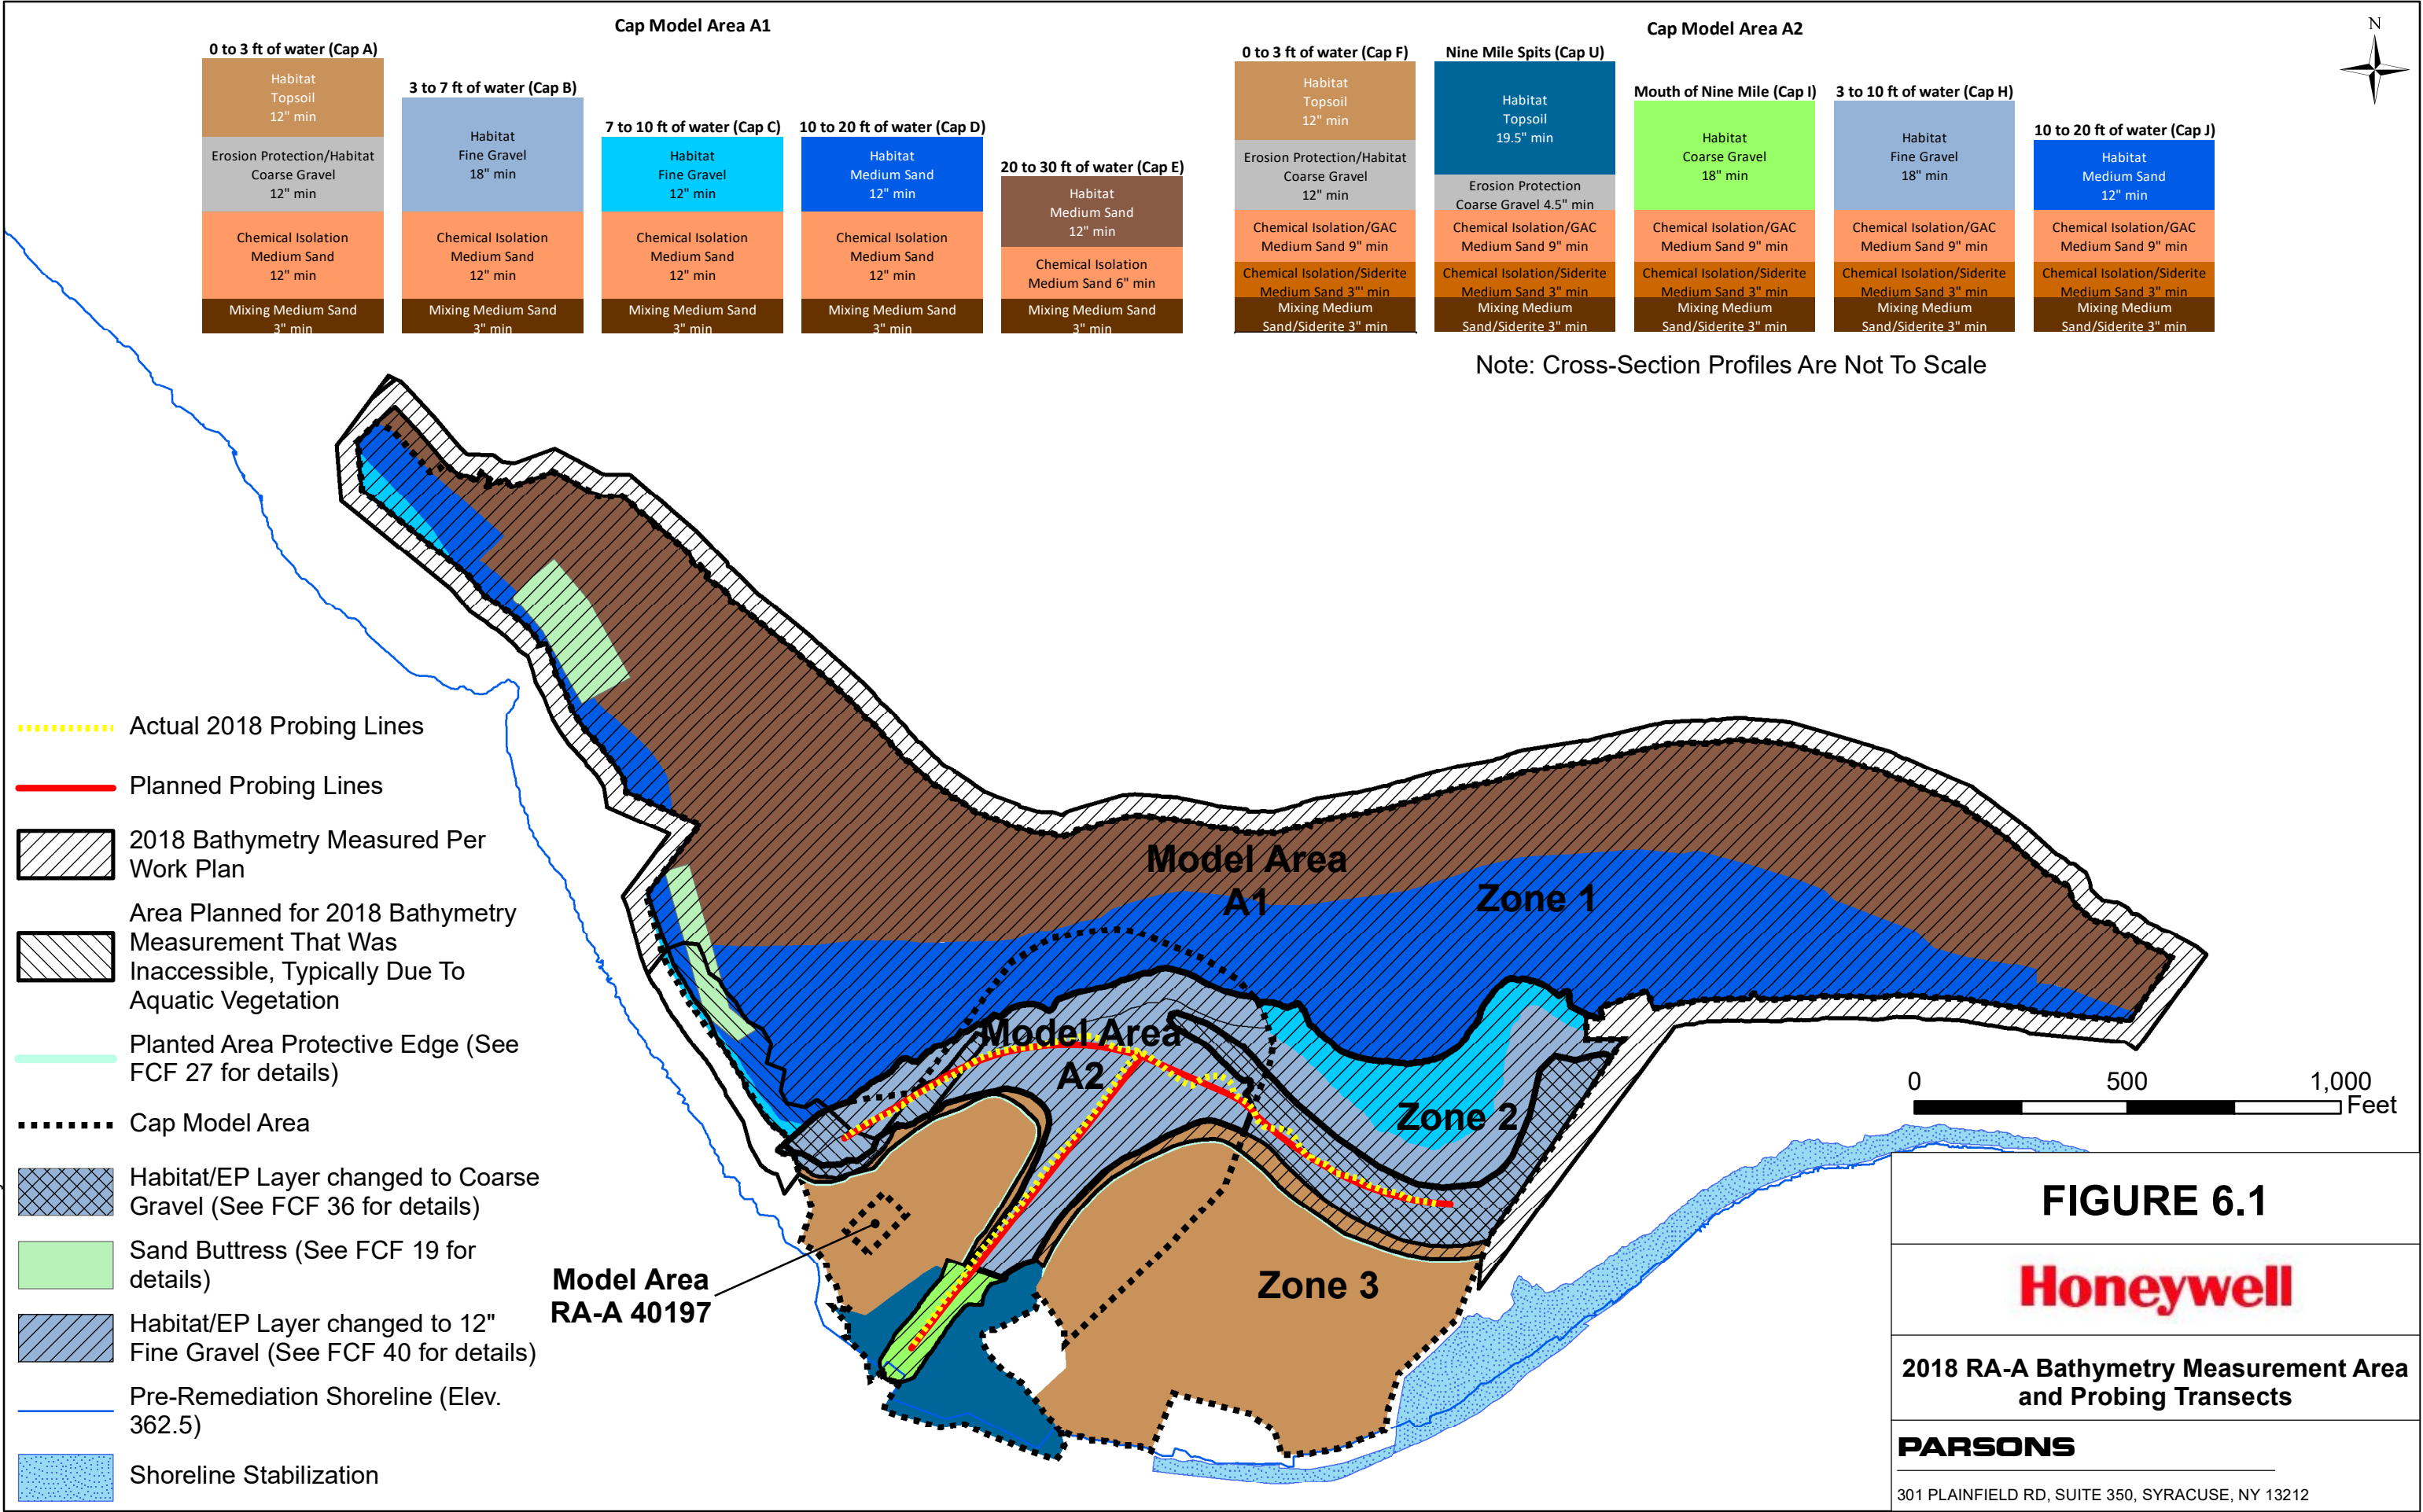 Cap Model Area A1
0 to 3 ft of water (Cap A)
Habitat
Topsoil
12" min
Erosion Protection/Habitat
Coarse Gravel
12" min
Chemical Isolation
Medium Sand
12" min
Mixing Medium Sand
3" min
3 to 7 ft of water (Cap B)
Habitat
Fine Gravel
18" min
Chemical Isolation
Medium Sand
12" min
Mixing Medium Sand
3" min
7 to 10 ft of water (Cap C)
Habitat
Fine Gravel
12" min
Chemical Isolation
Medium Sand
12" min
Mixing Medium Sand
3" min
10 to 20 ft of water (Cap D)
Habitat
Medium Sand
12" min
Chemical Isolation
Medium Sand
12" min
Mixing Medium Sand
3" min
20 to 30 ft of water (Cap E)
Habitat
Medium Sand
12" min
Chemical Isolation
Medium Sand 6" min
Mixing Medium Sand
3" min
Cap Model Area A2
0 to 3 ft of water (Cap F)
Habitat
Topsoil
12" min
Erosion Protection/Habitat
Coarse Gravel
12" min
Chemical Isolation/GAC
Medium Sand 9" min
Chemical Isolation/Siderite
Medium Sand 3"' min
Mixing Medium
Sand/Siderite 3" min
Nine Mile Spits (Cap U)
Habitat
Topsoil
19.5" min
Erosion Protection
Coarse Gravel 4.5" min
Chemical Isolation/GAC
Medium Sand 9" min
Chemical Isolation/Siderite
Medium Sand 3" min
Mixing Medium
Sand/Siderite 3" min
Mouth of Nine Mile (Cap I)
Habitat
Coarse Gravel
18" min
Chemical Isolation/GAC
Medium Sand 9" min
Chemical Isolation/Siderite
Medium Sand 3" min
Mixing Medium
Sand/Siderite 3" min
3 to 10 ft of water (Cap H)
Habitat
Fine Gravel
18" min
Chemical Isolation/GAC
Medium Sand 9" min
Chemical Isolation/Siderite
Medium Sand 3" min
Mixing Medium
Sand/Siderite 3" min
10 to 20 ft of water (Cap J)
Habitat
Medium Sand
12" min
Chemical Isolation/GAC
Medium Sand 9" min
Chemical Isolation/Siderite
Medium Sand 3" min
Mixing Medium
Sand/Siderite 3" min
N
Note: Cross-Section Profiles Are Not To Scale
Actual 2018 Probing Lines
Planned Probing Lines
2018 Bathymetry Measured Per
Work Plan
Area Planned for 2018 Bathymetry
Measurement That Was
Inaccessible, Typically Due To
Aquatic Vegetation
Planted Area Protective Edge (See
FCF 27 for details)
Cap Model Area
Habitat/EP Layer changed to Coarse
Gravel (See FCF 36 for details)
Sand Buttress (See FCF 19 for
details)
Habitat/EP Layer changed to 12"
Fine Gravel (See FCF 40 for details)
Pre-Remediation Shoreline (Elev.
362.5)
Shoreline Stabilization
Model Area
A1
Zone 1
Model Area
A2
Zone 2
Zone 3
Model Area
RA-A 40197
0 500 1,000
Feet
FIGURE 6.1
Honeywell
2018 RA-A Bathymetry Measurement Area
and Probing Transects
PARSONS
301 PLAINFIELD RD, SUITE 350, SYRACUSE, NY 13212